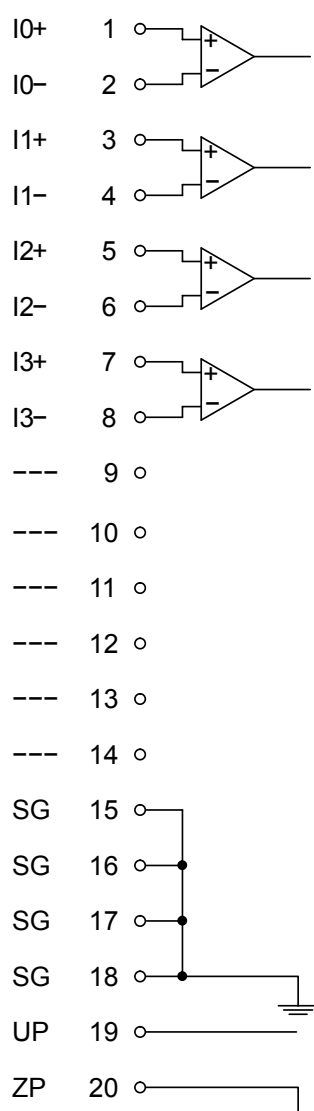 I0+ 1 +
I0− 2 −
I1+ 3 +
I1− 4 −
I2+ 5 +
I2− 6 −
I3+ 7 +
I3− 8 −
--- 9
--- 10
--- 11
--- 12
--- 13
--- 14
SG 15
SG 16
SG 17
SG 18
UP 19
ZP 20